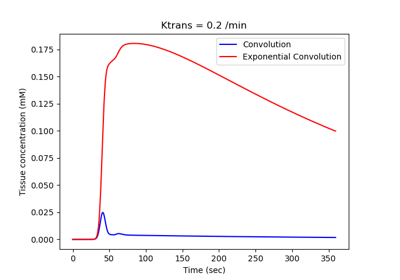 Ktrans = 0.2 /min
Convolution
Exponential Convolution
Tissue concentration (mM)
0.175
0.150
0.125
0.100
0.075
0.050
0.025
0.000
0 50 100 150 200 250 300 350
Time (sec)